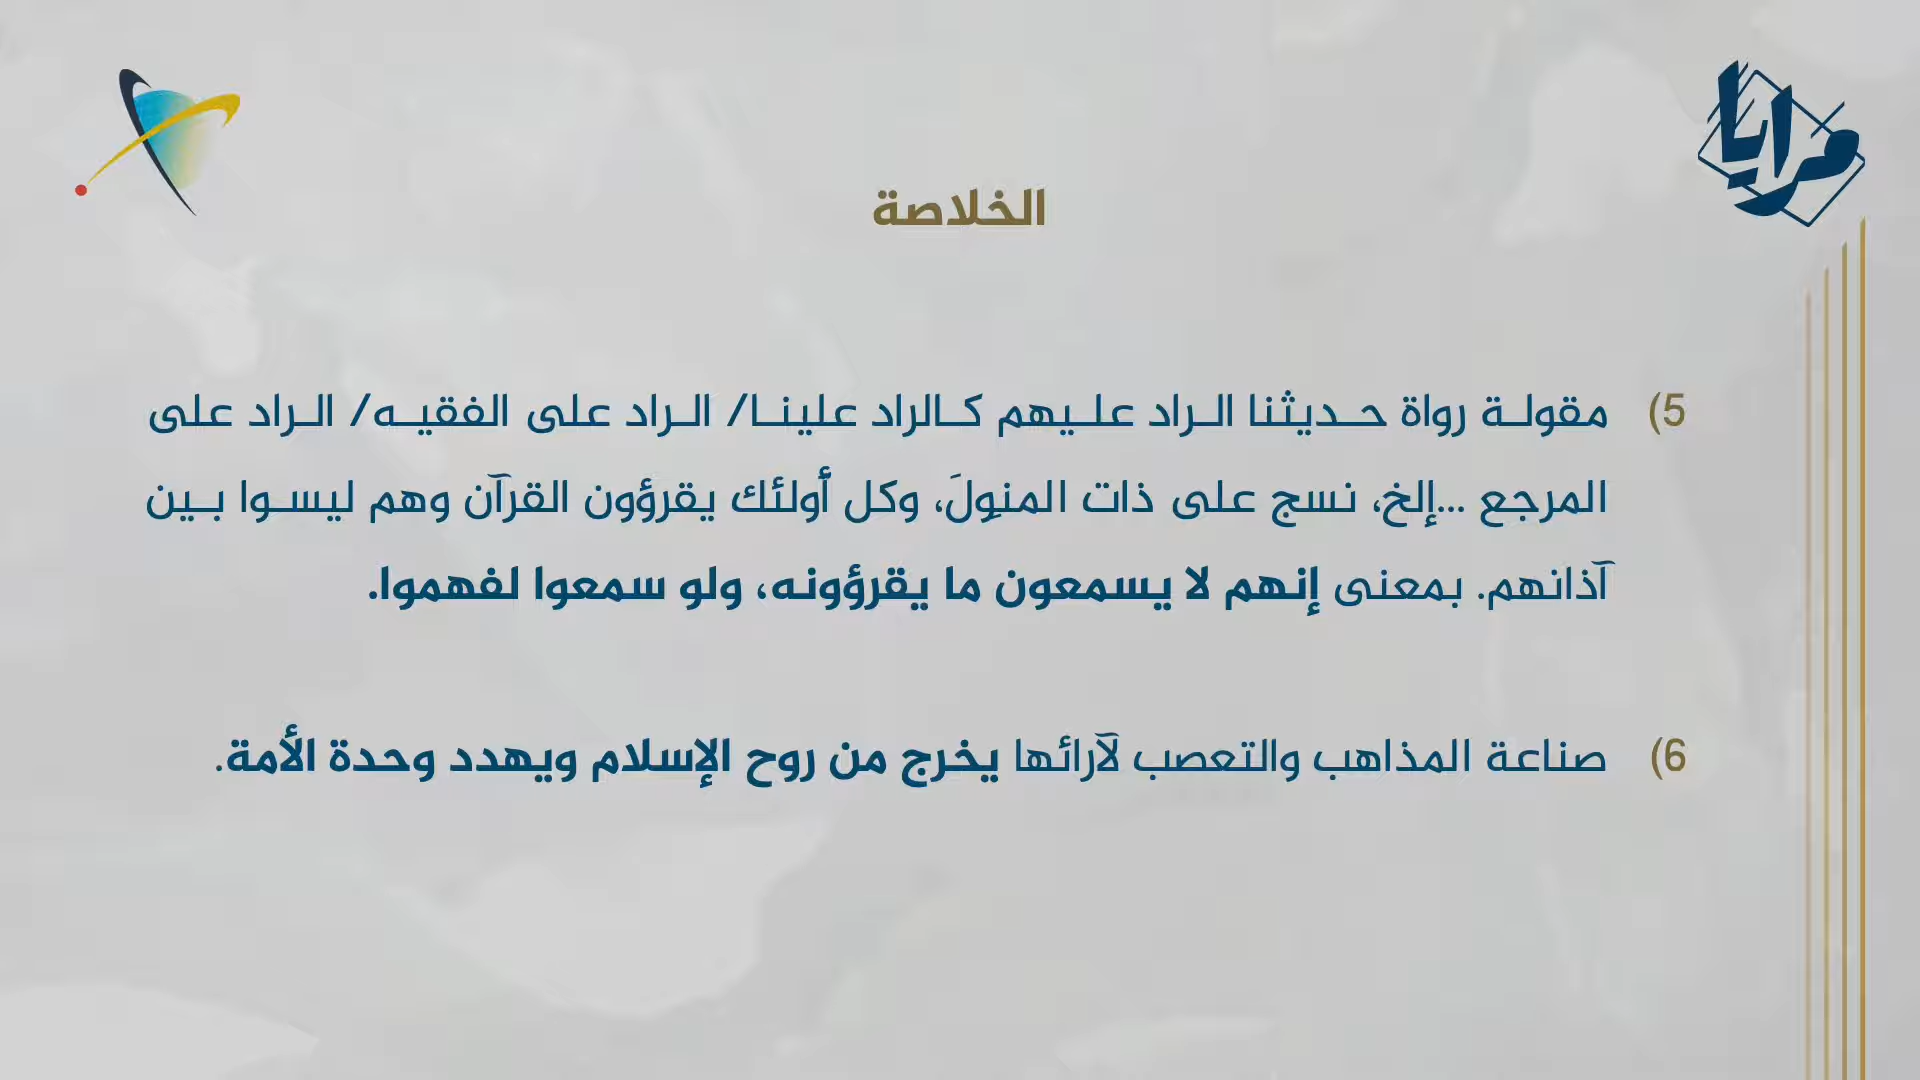 مرايا
الخلاصة
5) مقولة رواة حديثنا الراد عليهم كالراد علينا/ الراد على الفقيه/ الراد على
المرجع ...إلخ، نسج على ذات المنوِلَ، وكل أولئك يقرؤون القرآن وهم ليسوا بين
آذانهم. بمعنى إنهم لا يسمعون ما يقرؤونه، ولو سمعوا لفهموا.
6) صناعة المذاهب والتعصب لآرائها يخرج من روح الإسلام ويهدد وحدة الأمة.